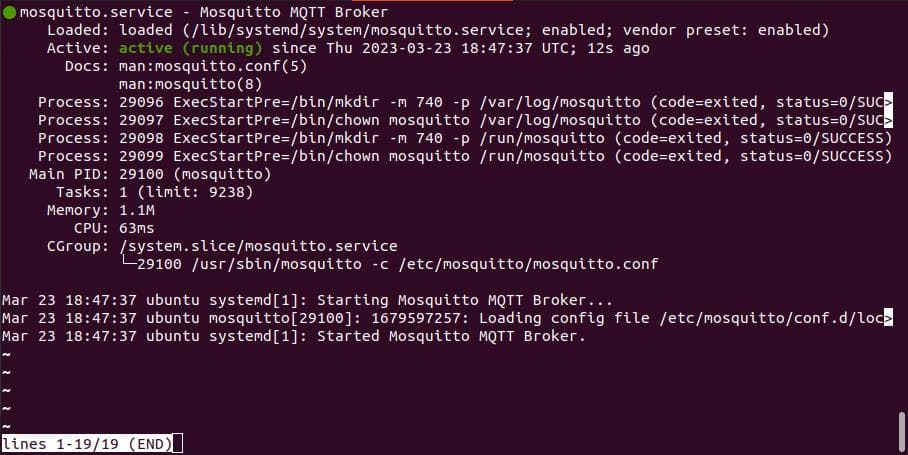 ● mosquitto.service - Mosquitto MQTT Broker
     Loaded: loaded (/lib/systemd/system/mosquitto.service; enabled; vendor preset: enabled)
     Active: active (running) since Thu 2023-03-23 18:47:37 UTC; 12s ago
       Docs: man:mosquitto.conf(5)
             man:mosquitto(8)
    Process: 29096 ExecStartPre=/bin/mkdir -m 740 -p /var/log/mosquitto (code=exited, status=0/SUC>
    Process: 29097 ExecStartPre=/bin/chown mosquitto /var/log/mosquitto (code=exited, status=0/SUC>
    Process: 29098 ExecStartPre=/bin/mkdir -m 740 -p /run/mosquitto (code=exited, status=0/SUCCESS)
    Process: 29099 ExecStartPre=/bin/chown mosquitto /run/mosquitto (code=exited, status=0/SUCCESS)
   Main PID: 29100 (mosquitto)
      Tasks: 1 (limit: 9238)
     Memory: 1.1M
        CPU: 63ms
     CGroup: /system.slice/mosquitto.service
             └─29100 /usr/sbin/mosquitto -c /etc/mosquitto/mosquitto.conf

Mar 23 18:47:37 ubuntu systemd[1]: Starting Mosquitto MQTT Broker...
Mar 23 18:47:37 ubuntu mosquitto[29100]: 1679597257: Loading config file /etc/mosquitto/conf.d/loc>
Mar 23 18:47:37 ubuntu systemd[1]: Started Mosquitto MQTT Broker.
~
~
~
~
~
lines 1-19/19 (END)